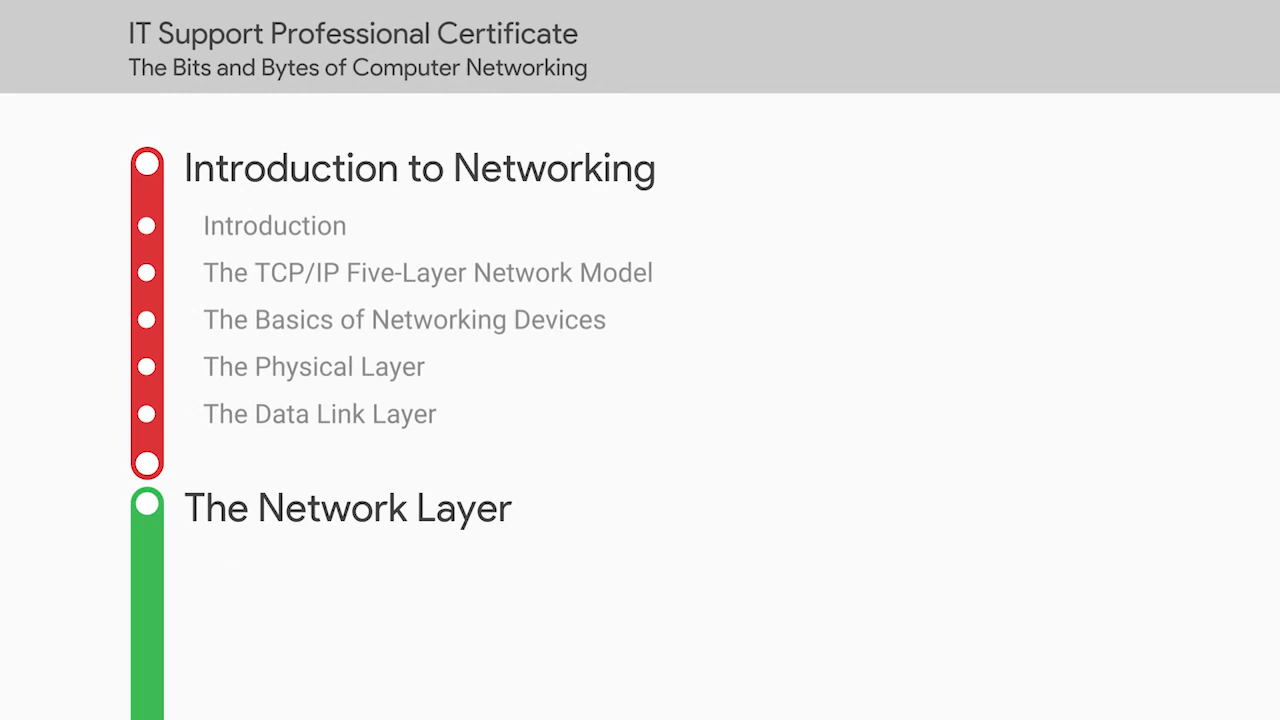 IT Support Professional Certificate
The Bits and Bytes of Computer Networking
Introduction to Networking
Introduction
The TCP/IP Five-Layer Network Model
The Basics of Networking Devices
The Physical Layer
The Data Link Layer
The Network Layer